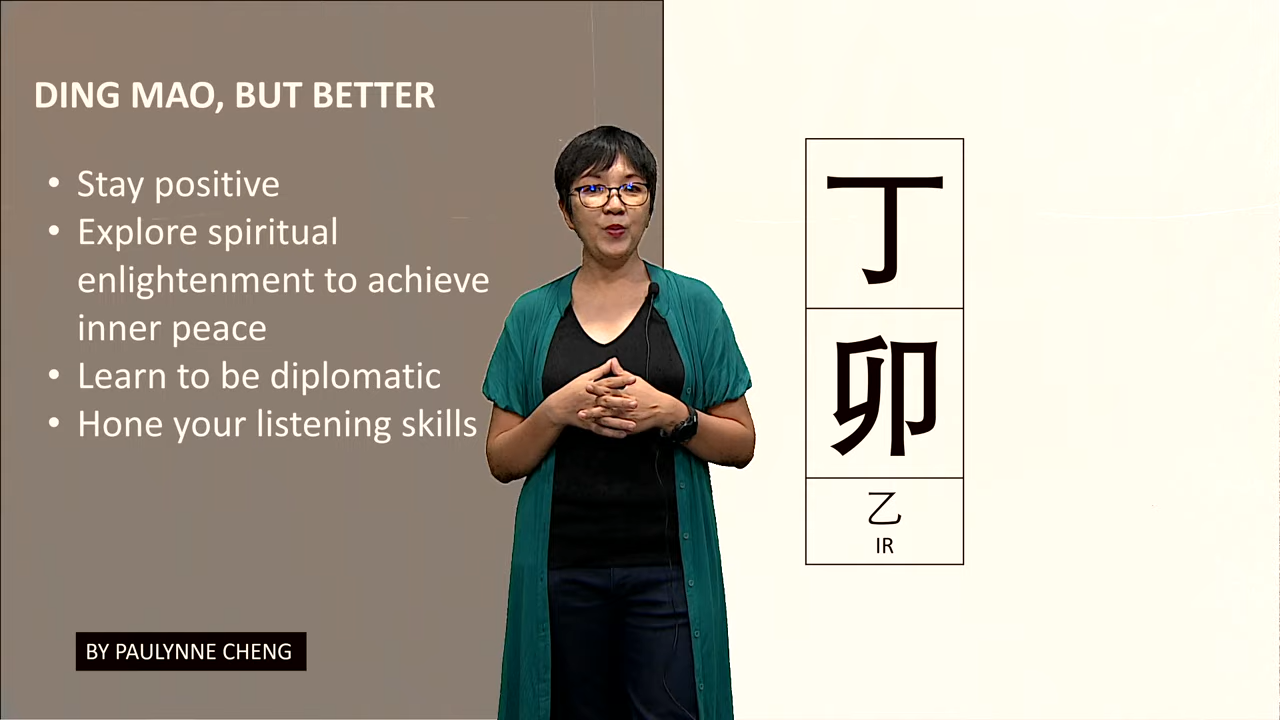 DING MAO, BUT BETTER
• Stay positive
• Explore spiritual
enlightenment to achieve
inner peace
• Learn to be diplomatic
• Hone your listening skills
BY PAULYNNE CHENG
丁
卯
乙
IR